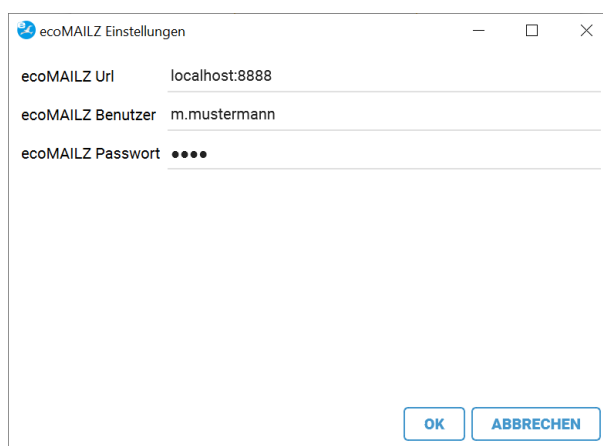 ecoMAILZ Einstellungen
ecoMAILZ Url localhost:8888
ecoMAILZ Benutzer m.mustermann
ecoMAILZ Passwort ●●●●
OK ABBRECHEN